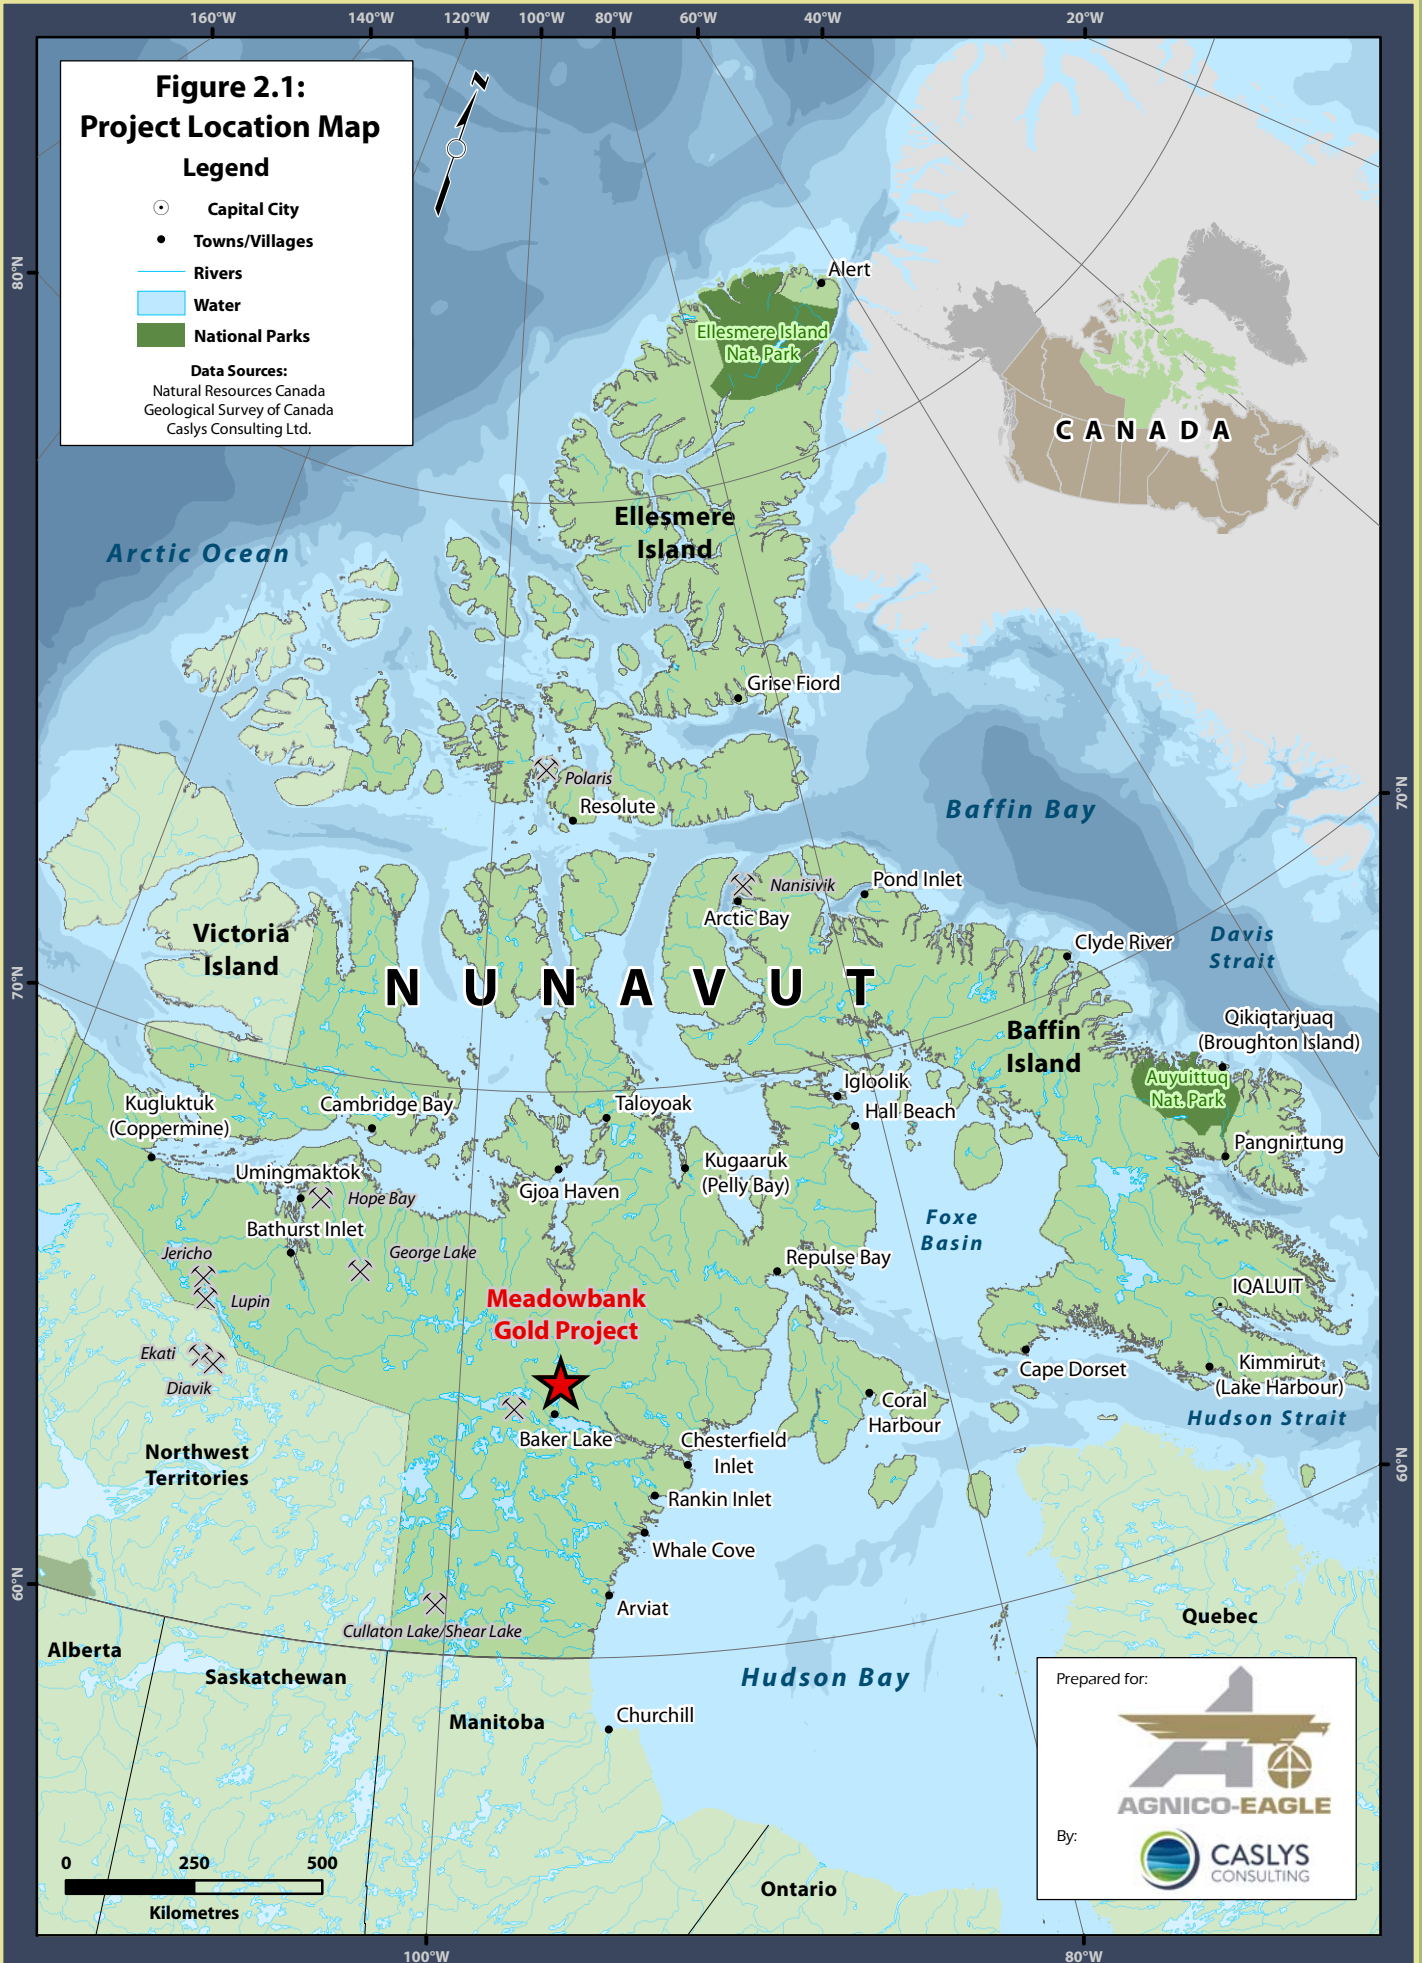 160°W
140°W
120°W
100°W
80°W
60°W
40°W
20°W
Figure 2.1:
Project Location Map
Legend
Capital City
Towns/Villages
Rivers
Water
National Parks
Data Sources:
Natural Resources Canada
Geological Survey of Canada
Caslys Consulting Ltd.
N
80°N
Alert
Ellesmere Island
Nat. Park
CANADA
Ellesmere
Island
Arctic Ocean
Grise Fiord
Polaris
Resolute
70°N
Baffin Bay
Nanisivik
Pond Inlet
Arctic Bay
Victoria
Island
Clyde River
Davis
Strait
70°N
NUNAVUT
Baffin
Island
Qikiqtarjuaq
(Broughton Island)
Auyuittuq
Nat. Park
Igloolik
Hall Beach
Taloyoak
Cambridge Bay
Kugluktuk
(Coppermine)
Pangnirtung
Kugaaruk
(Pelly Bay)
Umingmaktok
Hope Bay
Gjoa Haven
Foxe
Basin
Bathurst Inlet
George Lake
Jericho
Lupin
Repulse Bay
IQALUIT
Meadowbank
Gold Project
Ekati
Diavik
Cape Dorset
Kimmirut
(Lake Harbour)
Coral
Harbour
Hudson Strait
Baker Lake
Chesterfield
Inlet
Northwest
Territories
60°N
Rankin Inlet
Whale Cove
60°N
Arviat
Cullaton Lake/Shear Lake
Quebec
Alberta
Saskatchewan
Hudson Bay
Manitoba
Churchill
Prepared for:
AGNICO-EAGLE
By:
CASLYS
CONSULTING
0
250
500
Kilometres
Ontario
100°W
80°W